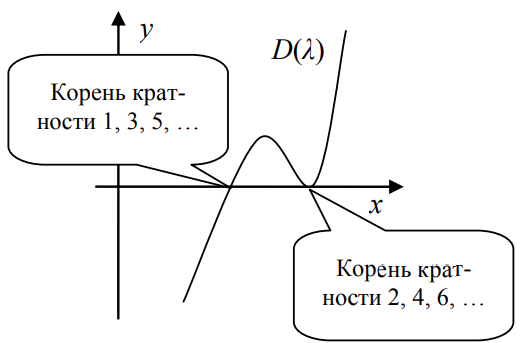 y
D(λ)
Корень крат-
ности 1, 3, 5, …
x
Корень крат-
ности 2, 4, 6, …